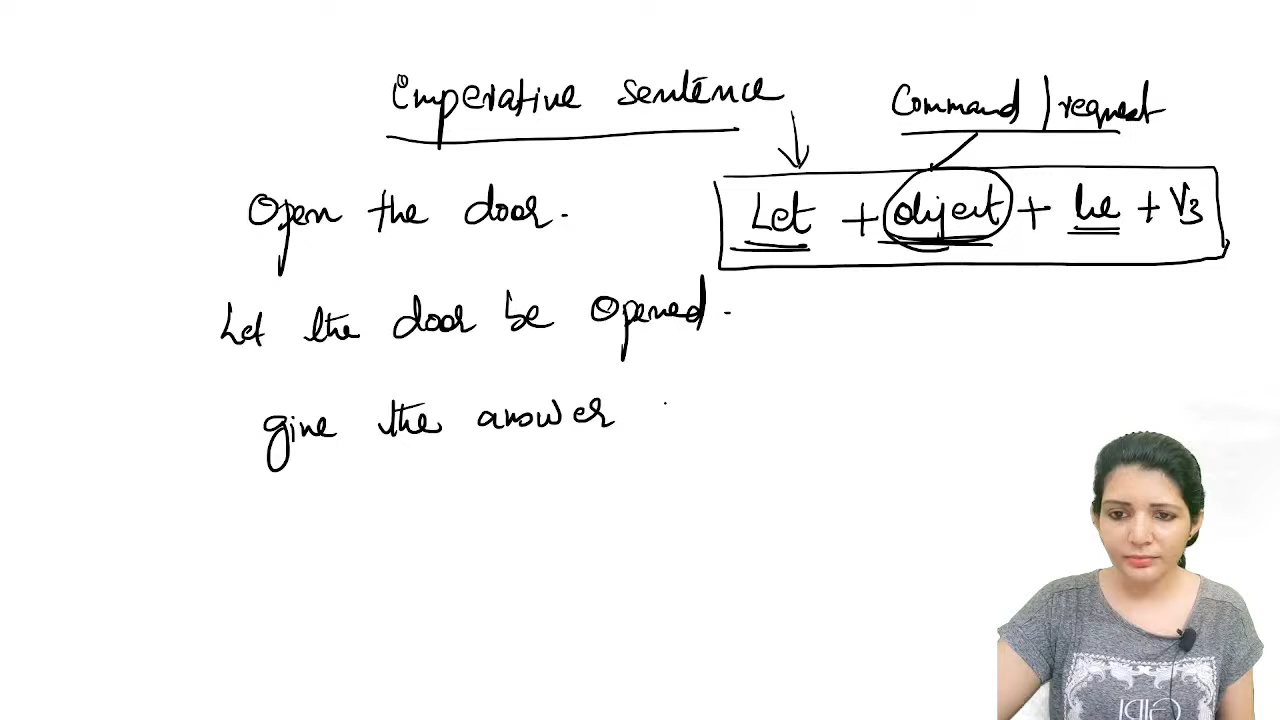 Imperative sentence
Command / request
Let + object + be + V3
Open the door.
Let the door be opened.
give the answer